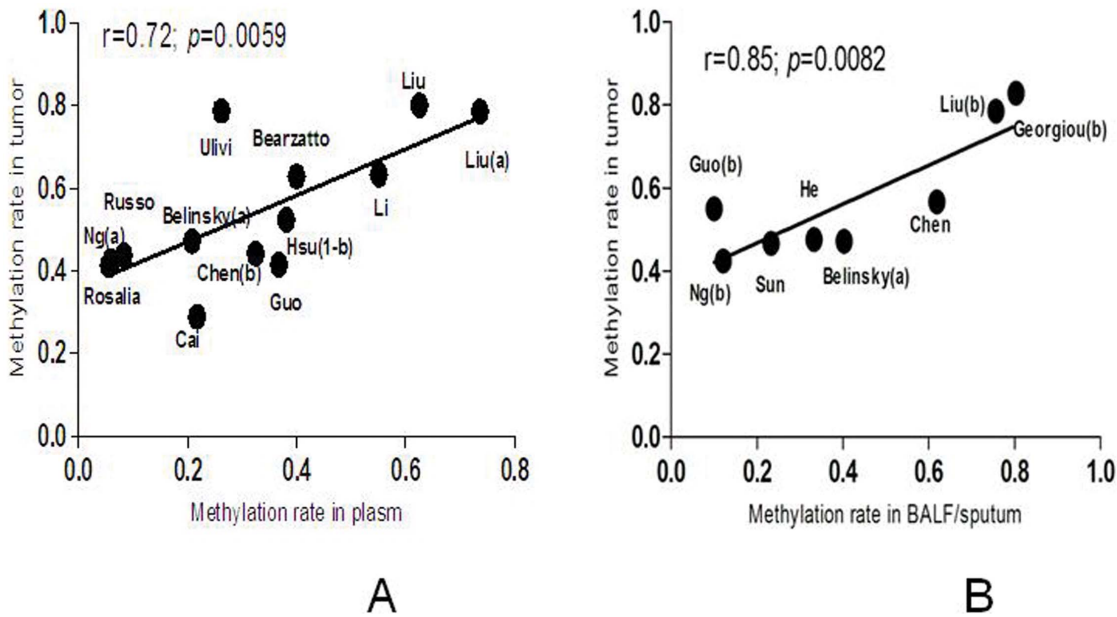 r=0.72; p=0.0059
Methylation rate in tumor
1.0
0.8
0.6
0.4
0.2
0.0
Liu
Ulivi
Bearzatto
Liu(a)
Russo
Belinsky(a)
Li
Ng(a)
Hsu(1-b)
Chen(b)
Rosalia
Guo
Cai
0.0 0.2 0.4 0.6 0.8
Methylation rate in plasm
A
r=0.85; p=0.0082
Methylation rate in tumor
1.0
0.8
0.6
0.4
0.2
0.0
Liu(b)
Georgiou(b)
Guo(b)
He
Chen
Ng(b)
Sun
Belinsky(a)
0.0 0.2 0.4 0.6 0.8 1.0
Methylation rate in BALF/sputum
B